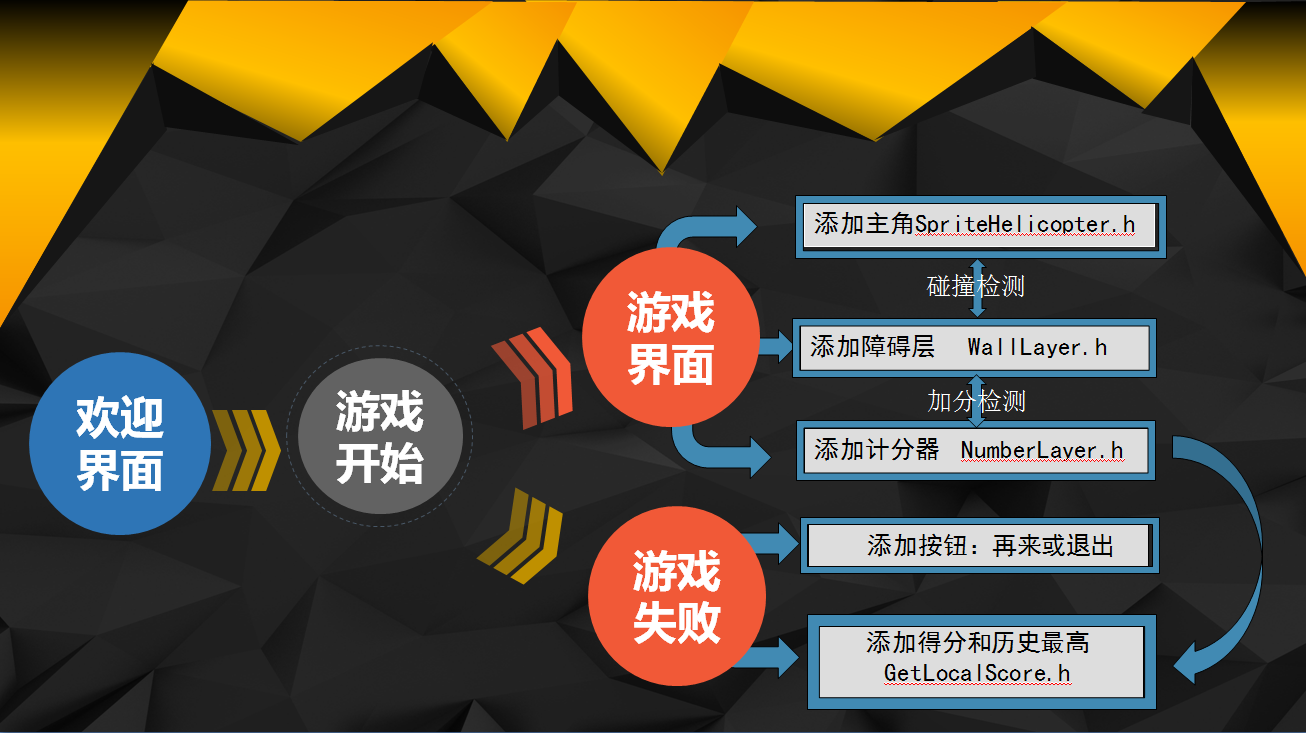 欢迎
界面
游戏
开始
游戏
界面
添加主角SpriteHelicopter.h
碰撞检测
添加障碍层 WallLayer.h
加分检测
添加计分器 NumberLayer.h
游戏
失败
添加按钮：再来或退出
添加得分和历史最高
GetLocalScore.h